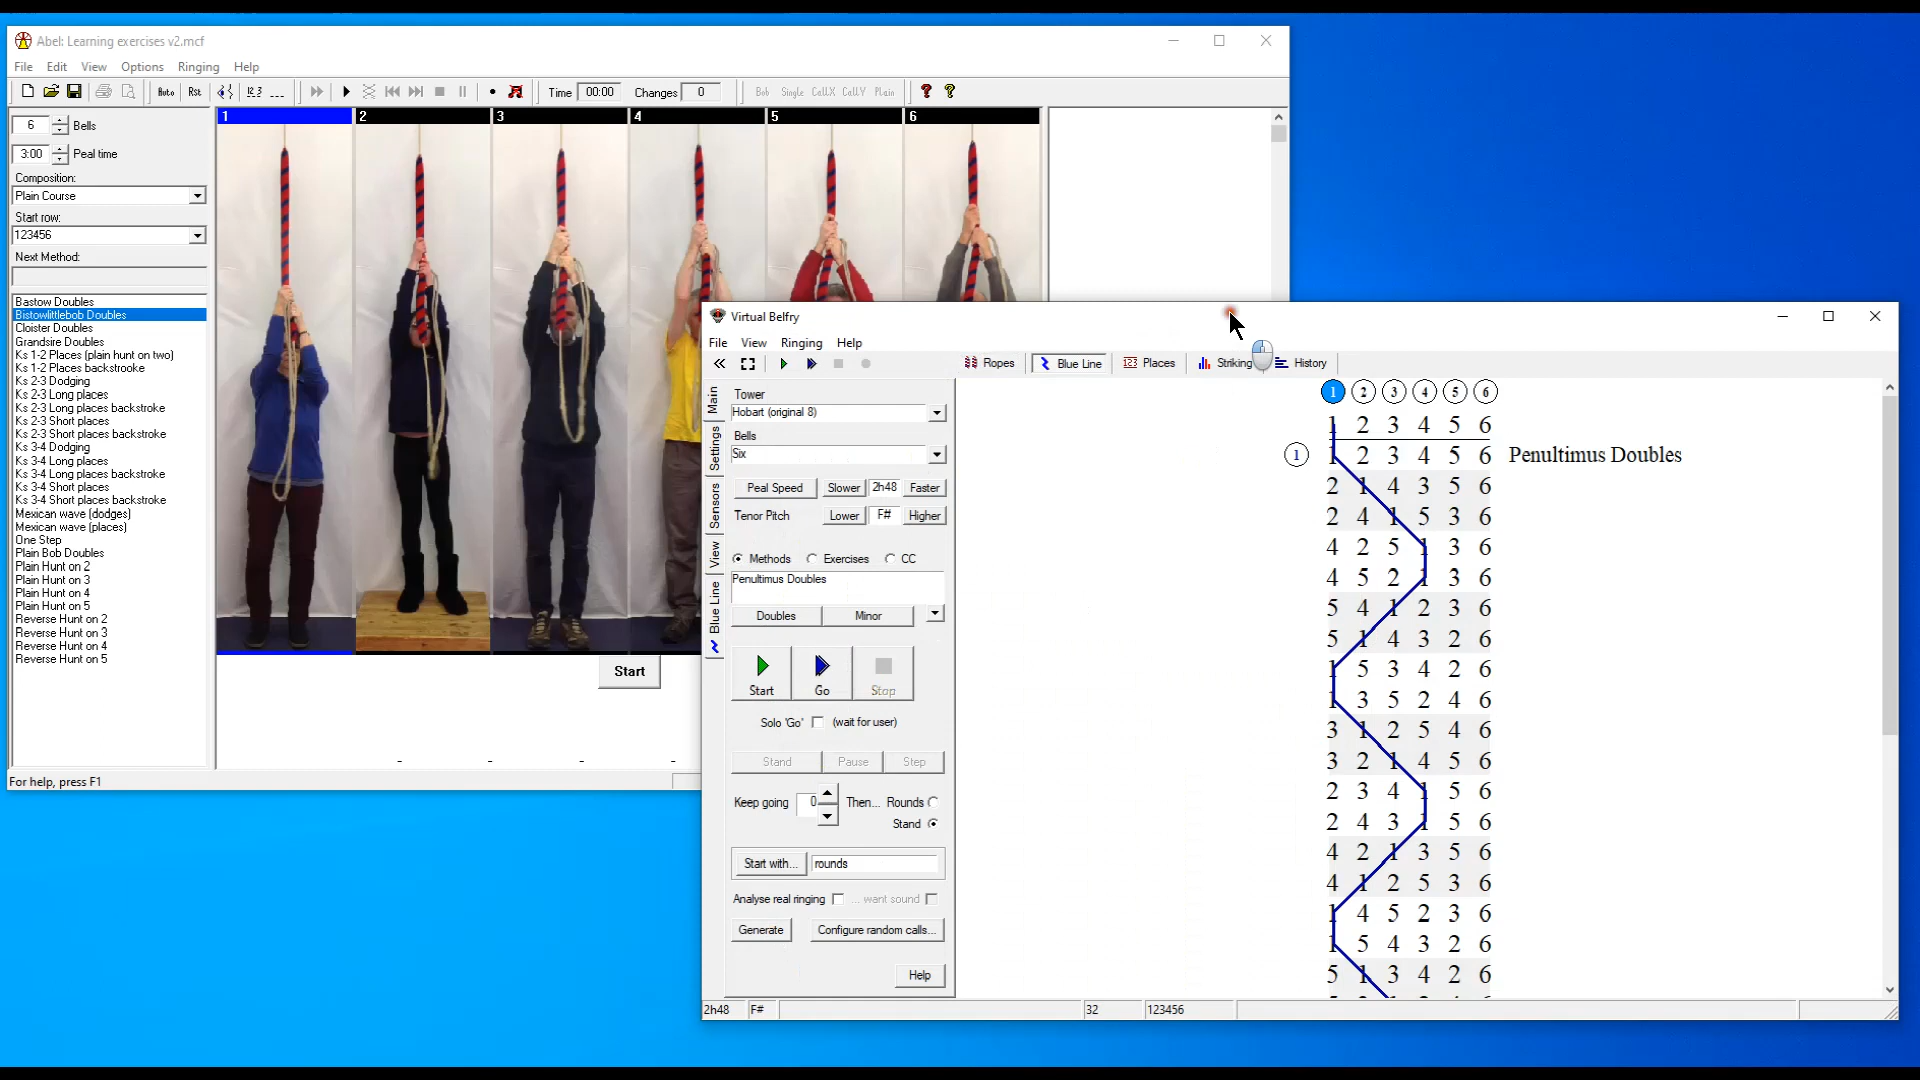 Abel: Learning exercises v2.mcf
File Edit View Options Ringing Help
Auto Rst 12 3 Time 00:00 Changes 0 Bob Single CallX CallY Plain ? ?
6 Bells
3:00 Peal time
Composition:
Plain Course
Start row:
123456
Next Method:
Bastow Doubles
Bistowlittlebob Doubles
Cloister Doubles
Grandsire Doubles
Ks 1-2 Places (plain hunt on two)
Ks 1-2 Places backstroke
Ks 2-3 Dodging
Ks 2-3 Long places
Ks 2-3 Long places backstroke
Ks 2-3 Short places
Ks 2-3 Short places backstroke
Ks 3-4 Dodging
Ks 3-4 Long places
Ks 3-4 Long places backstroke
Ks 3-4 Short places
Ks 3-4 Short places backstroke
Mexican wave (dodges)
Mexican wave (places)
One Step
Plain Bob Doubles
Plain Hunt on 2
Plain Hunt on 3
Plain Hunt on 4
Plain Hunt on 5
Reverse Hunt on 2
Reverse Hunt on 3
Reverse Hunt on 4
Reverse Hunt on 5
1 2 3 4 5 6
Start
For help, press F1
Virtual Belfry
File View Ringing Help
Ropes Blue Line Places Striking History
Main
Settings
Sensors
View
Blue Line
Tower
Hobart (original 8)
Bells
Six
Peal Speed Slower 2h48 Faster
Tenor Pitch Lower F# Higher
Methods Exercises CC
Penultimus Doubles
Doubles Minor
Start Go Stop
Solo 'Go' (wait for user)
Stand Pause Step
Keep going 0 Then... Rounds
Stand
Start with... rounds
Analyse real ringing ... want sound
Generate Configure random calls...
Help
1 2 3 4 5 6
1 2 3 4 5 6
1 1 2 3 4 5 6 Penultimus Doubles
2 1 4 3 5 6
2 4 1 5 3 6
4 2 5 1 3 6
4 5 2 1 3 6
5 4 1 2 3 6
5 1 4 3 2 6
1 5 3 4 2 6
1 3 5 2 4 6
3 1 2 5 4 6
3 2 1 4 5 6
2 3 4 1 5 6
2 4 3 1 5 6
4 2 1 3 5 6
4 1 2 5 3 6
1 4 5 2 3 6
1 5 4 3 2 6
5 1 3 4 2 6
2h48 F# 32 123456